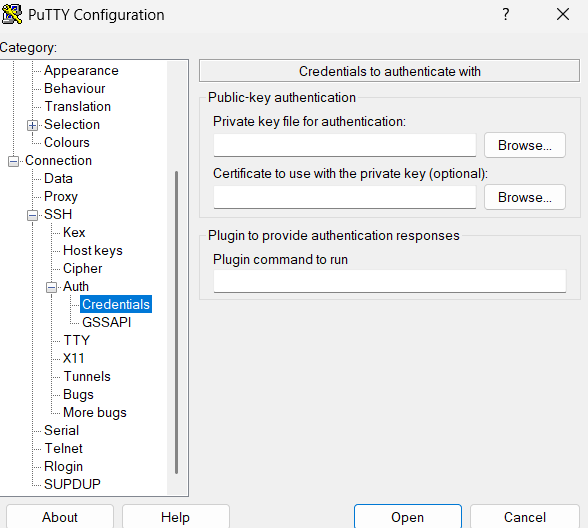 PuTTY Configuration
?
Category:
Appearance
Behaviour
Translation
Selection
Colours
Connection
Data
Proxy
SSH
Kex
Host keys
Cipher
Auth
Credentials
GSSAPI
TTY
X11
Tunnels
Bugs
More bugs
Serial
Telnet
Rlogin
SUPDUP
Credentials to authenticate with
Public-key authentication
Private key file for authentication:
Browse...
Certificate to use with the private key (optional):
Browse...
Plugin to provide authentication responses
Plugin command to run
About
Help
Open
Cancel